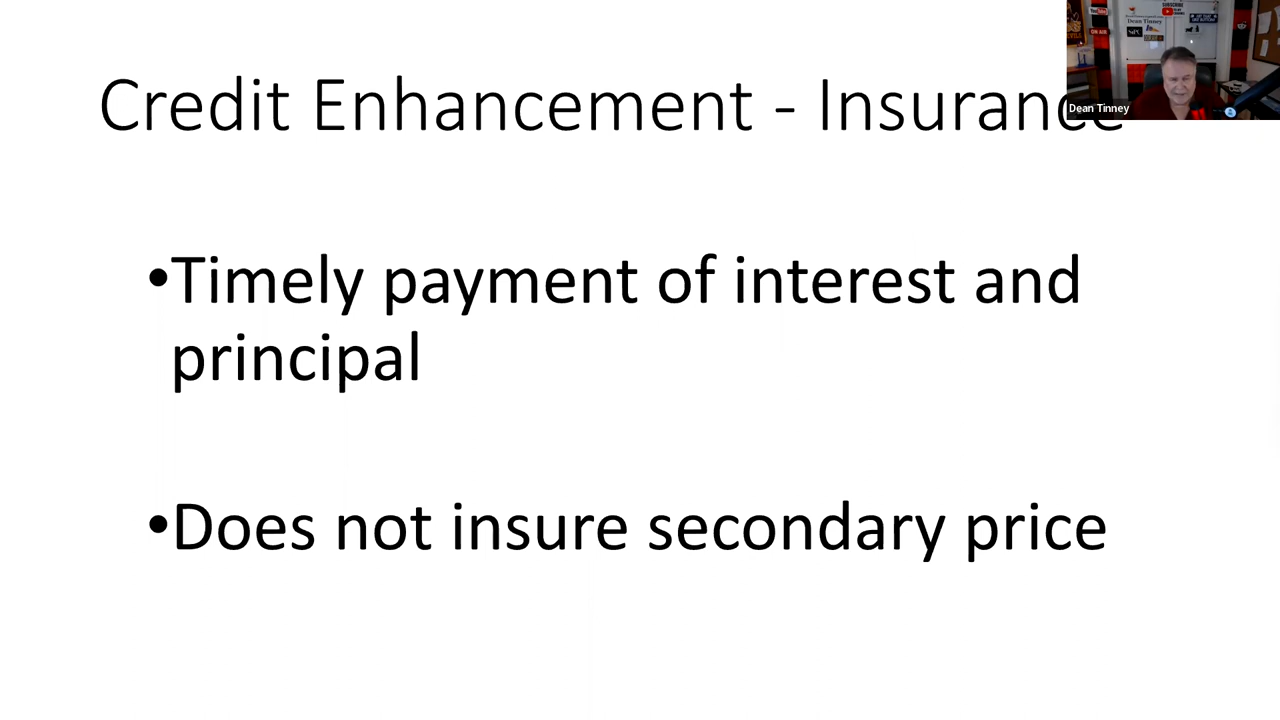 Credit Enhancement - Insurance
Dean Tinney
•Timely payment of interest and
principal
•Does not insure secondary price